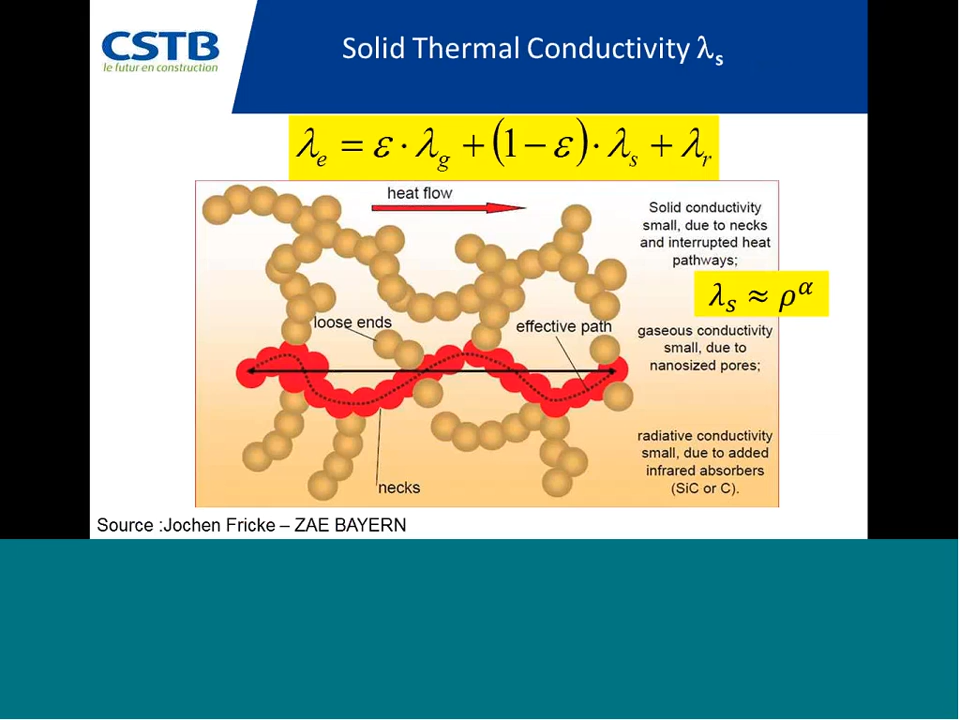 CSTB
le futur en construction
Solid Thermal Conductivity λs
λe = ε · λg + (1 − ε) · λs + λr
heat flow
Solid conductivity
small, due to necks
and interrupted heat
pathways;
λs ≈ ρ^α
loose ends
effective path
gaseous conductivity
small, due to
nanosized pores;
radiative conductivity
small, due to added
infrared absorbers
(SiC or C).
necks
Source :Jochen Fricke – ZAE BAYERN